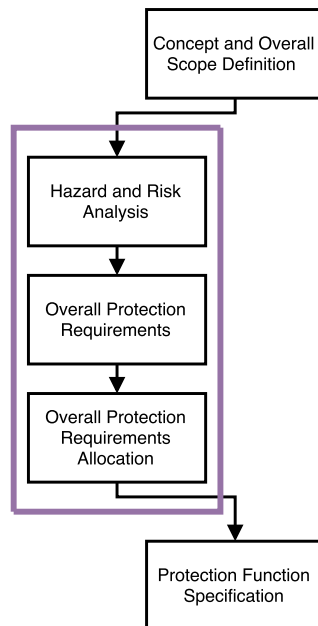 Concept and Overall
Scope Definition
Hazard and Risk
Analysis
Overall Protection
Requirements
Overall Protection
Requirements
Allocation
Protection Function
Specification